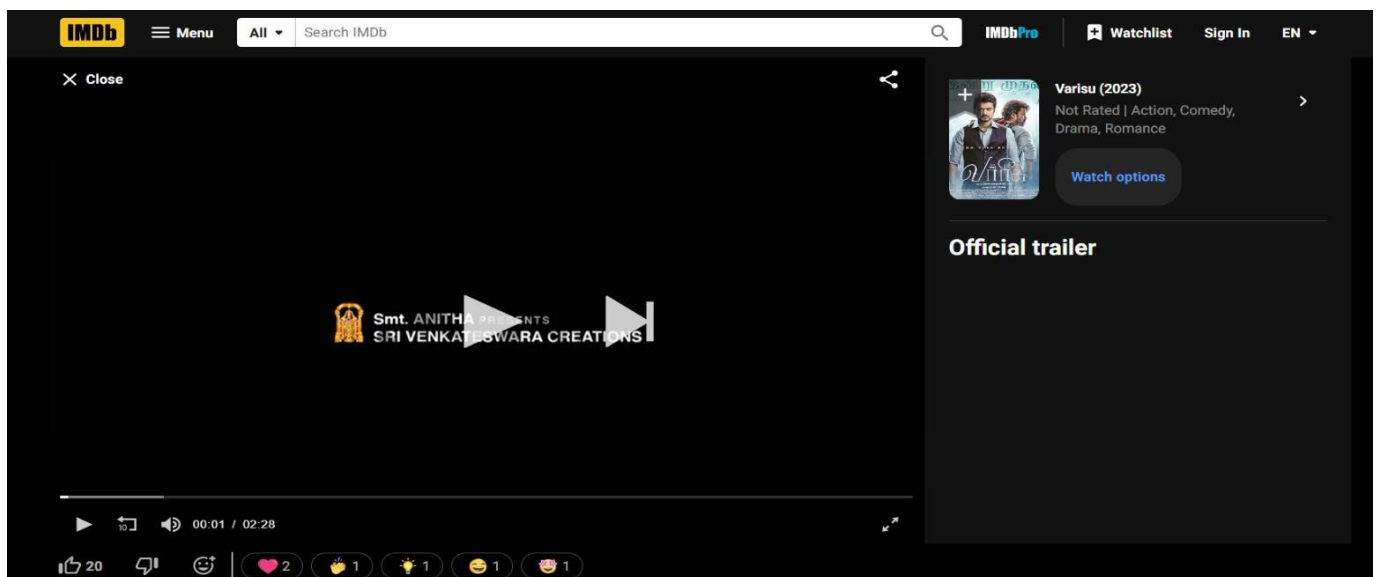 IMDb Menu All Search IMDb IMDbPro Watchlist Sign In EN
Close
Varisu (2023)
Not Rated | Action, Comedy,
Drama, Romance
Watch options
Official trailer
Smt. ANITHA PRESENTS
SRI VENKATESWARA CREATIONS
வாரிசு
10 00:01 / 02:28
20 2 1 1 1 1